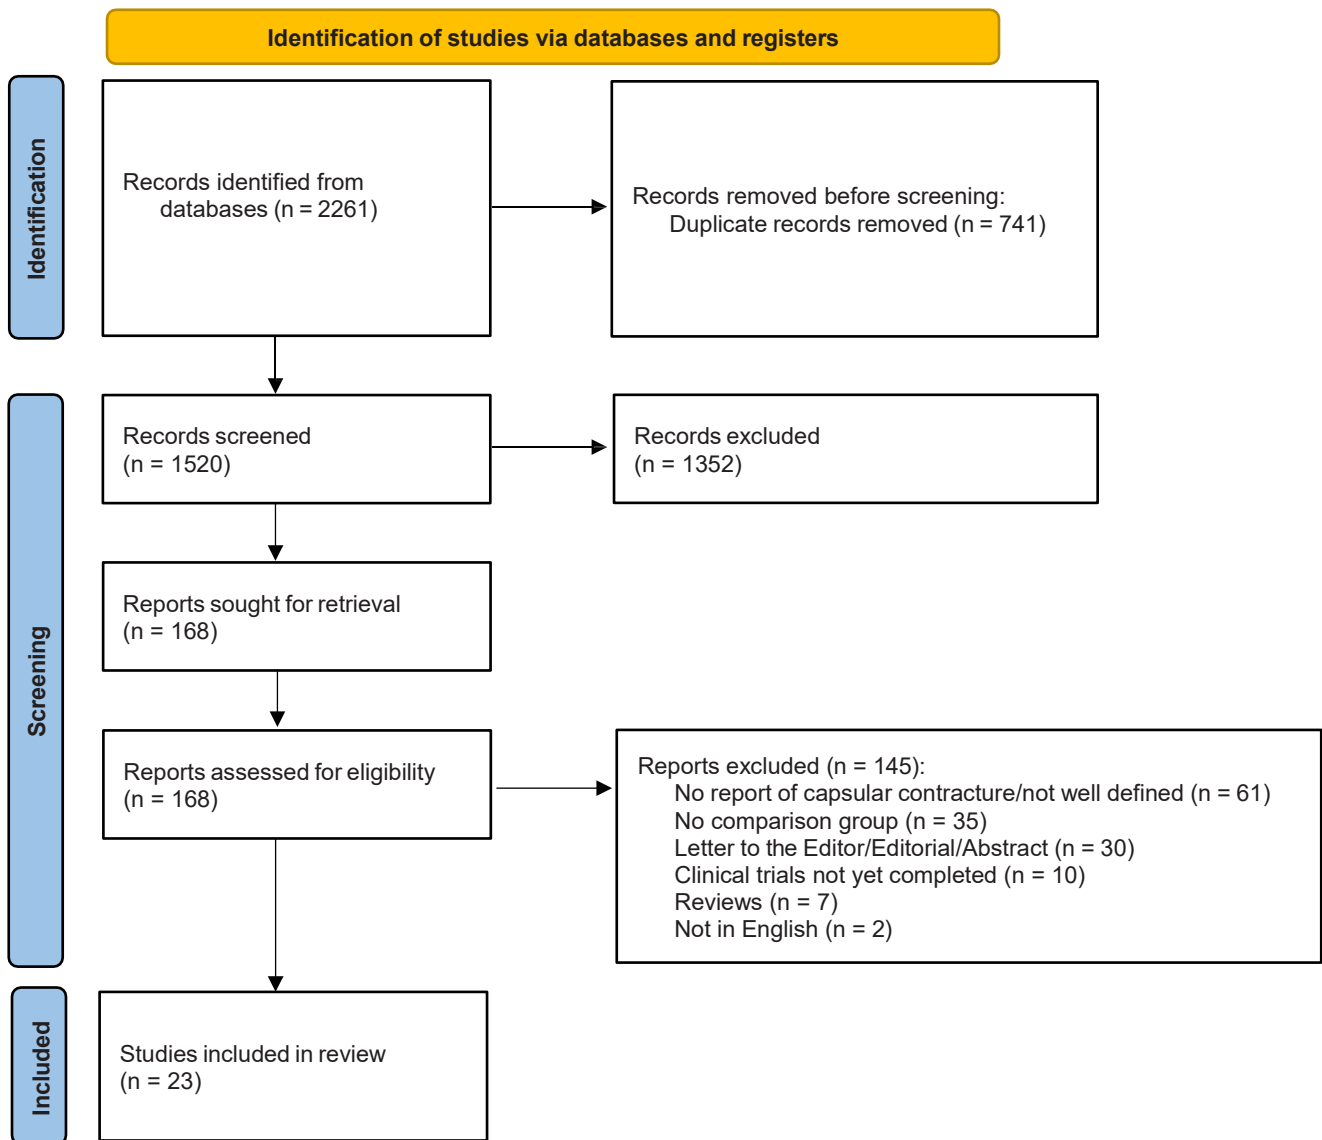 Identification of studies via databases and registers
Identification
Records identified from
databases (n = 2261)
Records removed before screening:
Duplicate records removed (n = 741)
Screening
Records screened
(n = 1520)
Records excluded
(n = 1352)
Reports sought for retrieval
(n = 168)
Reports assessed for eligibility
(n = 168)
Reports excluded (n = 145):
No report of capsular contracture/not well defined (n = 61)
No comparison group (n = 35)
Letter to the Editor/Editorial/Abstract (n = 30)
Clinical trials not yet completed (n = 10)
Reviews (n = 7)
Not in English (n = 2)
Included
Studies included in review
(n = 23)